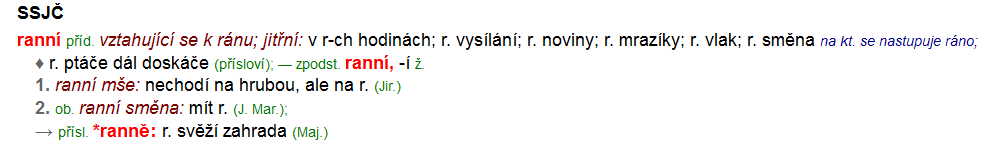 SSJČ
ranní příd. vztahující se k ránu; jitřní: v r-ch hodinách; r. vysílání; r. noviny; r. mrazíky; r. vlak; r. směna na kt. se nastupuje ráno;
♦ r. ptáče dál doskáče (přísloví); — zpodst. ranní, -í ž.
1. ranní mše: nechodí na hrubou, ale na r. (Jir.)
2. ob. ranní směna: mít r. (J. Mar.);
→ přísl. *ranně: r. svěží zahrada (Maj.)